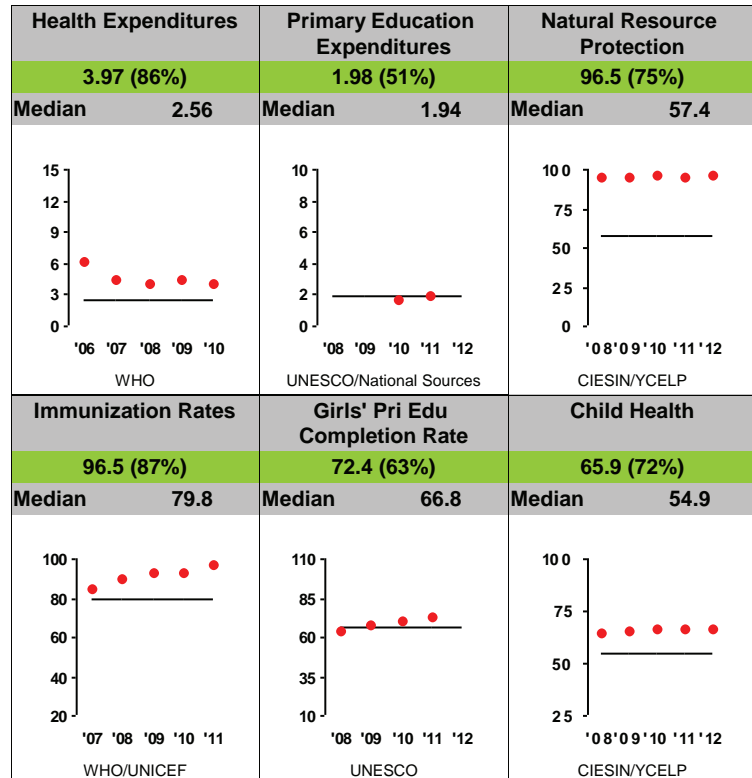 Health Expenditures
3.97 (86%)
Median 2.56
15
12
9
6
3
0
'06 '07 '08 '09 '10
WHO
Primary Education
Expenditures
1.98 (51%)
Median 1.94
10
8
6
4
2
0
'08 '09 '10 '11 '12
UNESCO/National Sources
Natural Resource
Protection
96.5 (75%)
Median 57.4
100
75
50
25
0
'08 '09 '10 '11 '12
CIESIN/YCELP
Immunization Rates
96.5 (87%)
Median 79.8
100
80
60
40
20
'07 '08 '09 '10 '11
WHO/UNICEF
Girls' Pri Edu
Completion Rate
72.4 (63%)
Median 66.8
110
85
60
35
10
'08 '09 '10 '11 '12
UNESCO
Child Health
65.9 (72%)
Median 54.9
100
75
50
25
'08 '09 '10 '11 '12
CIESIN/YCELP